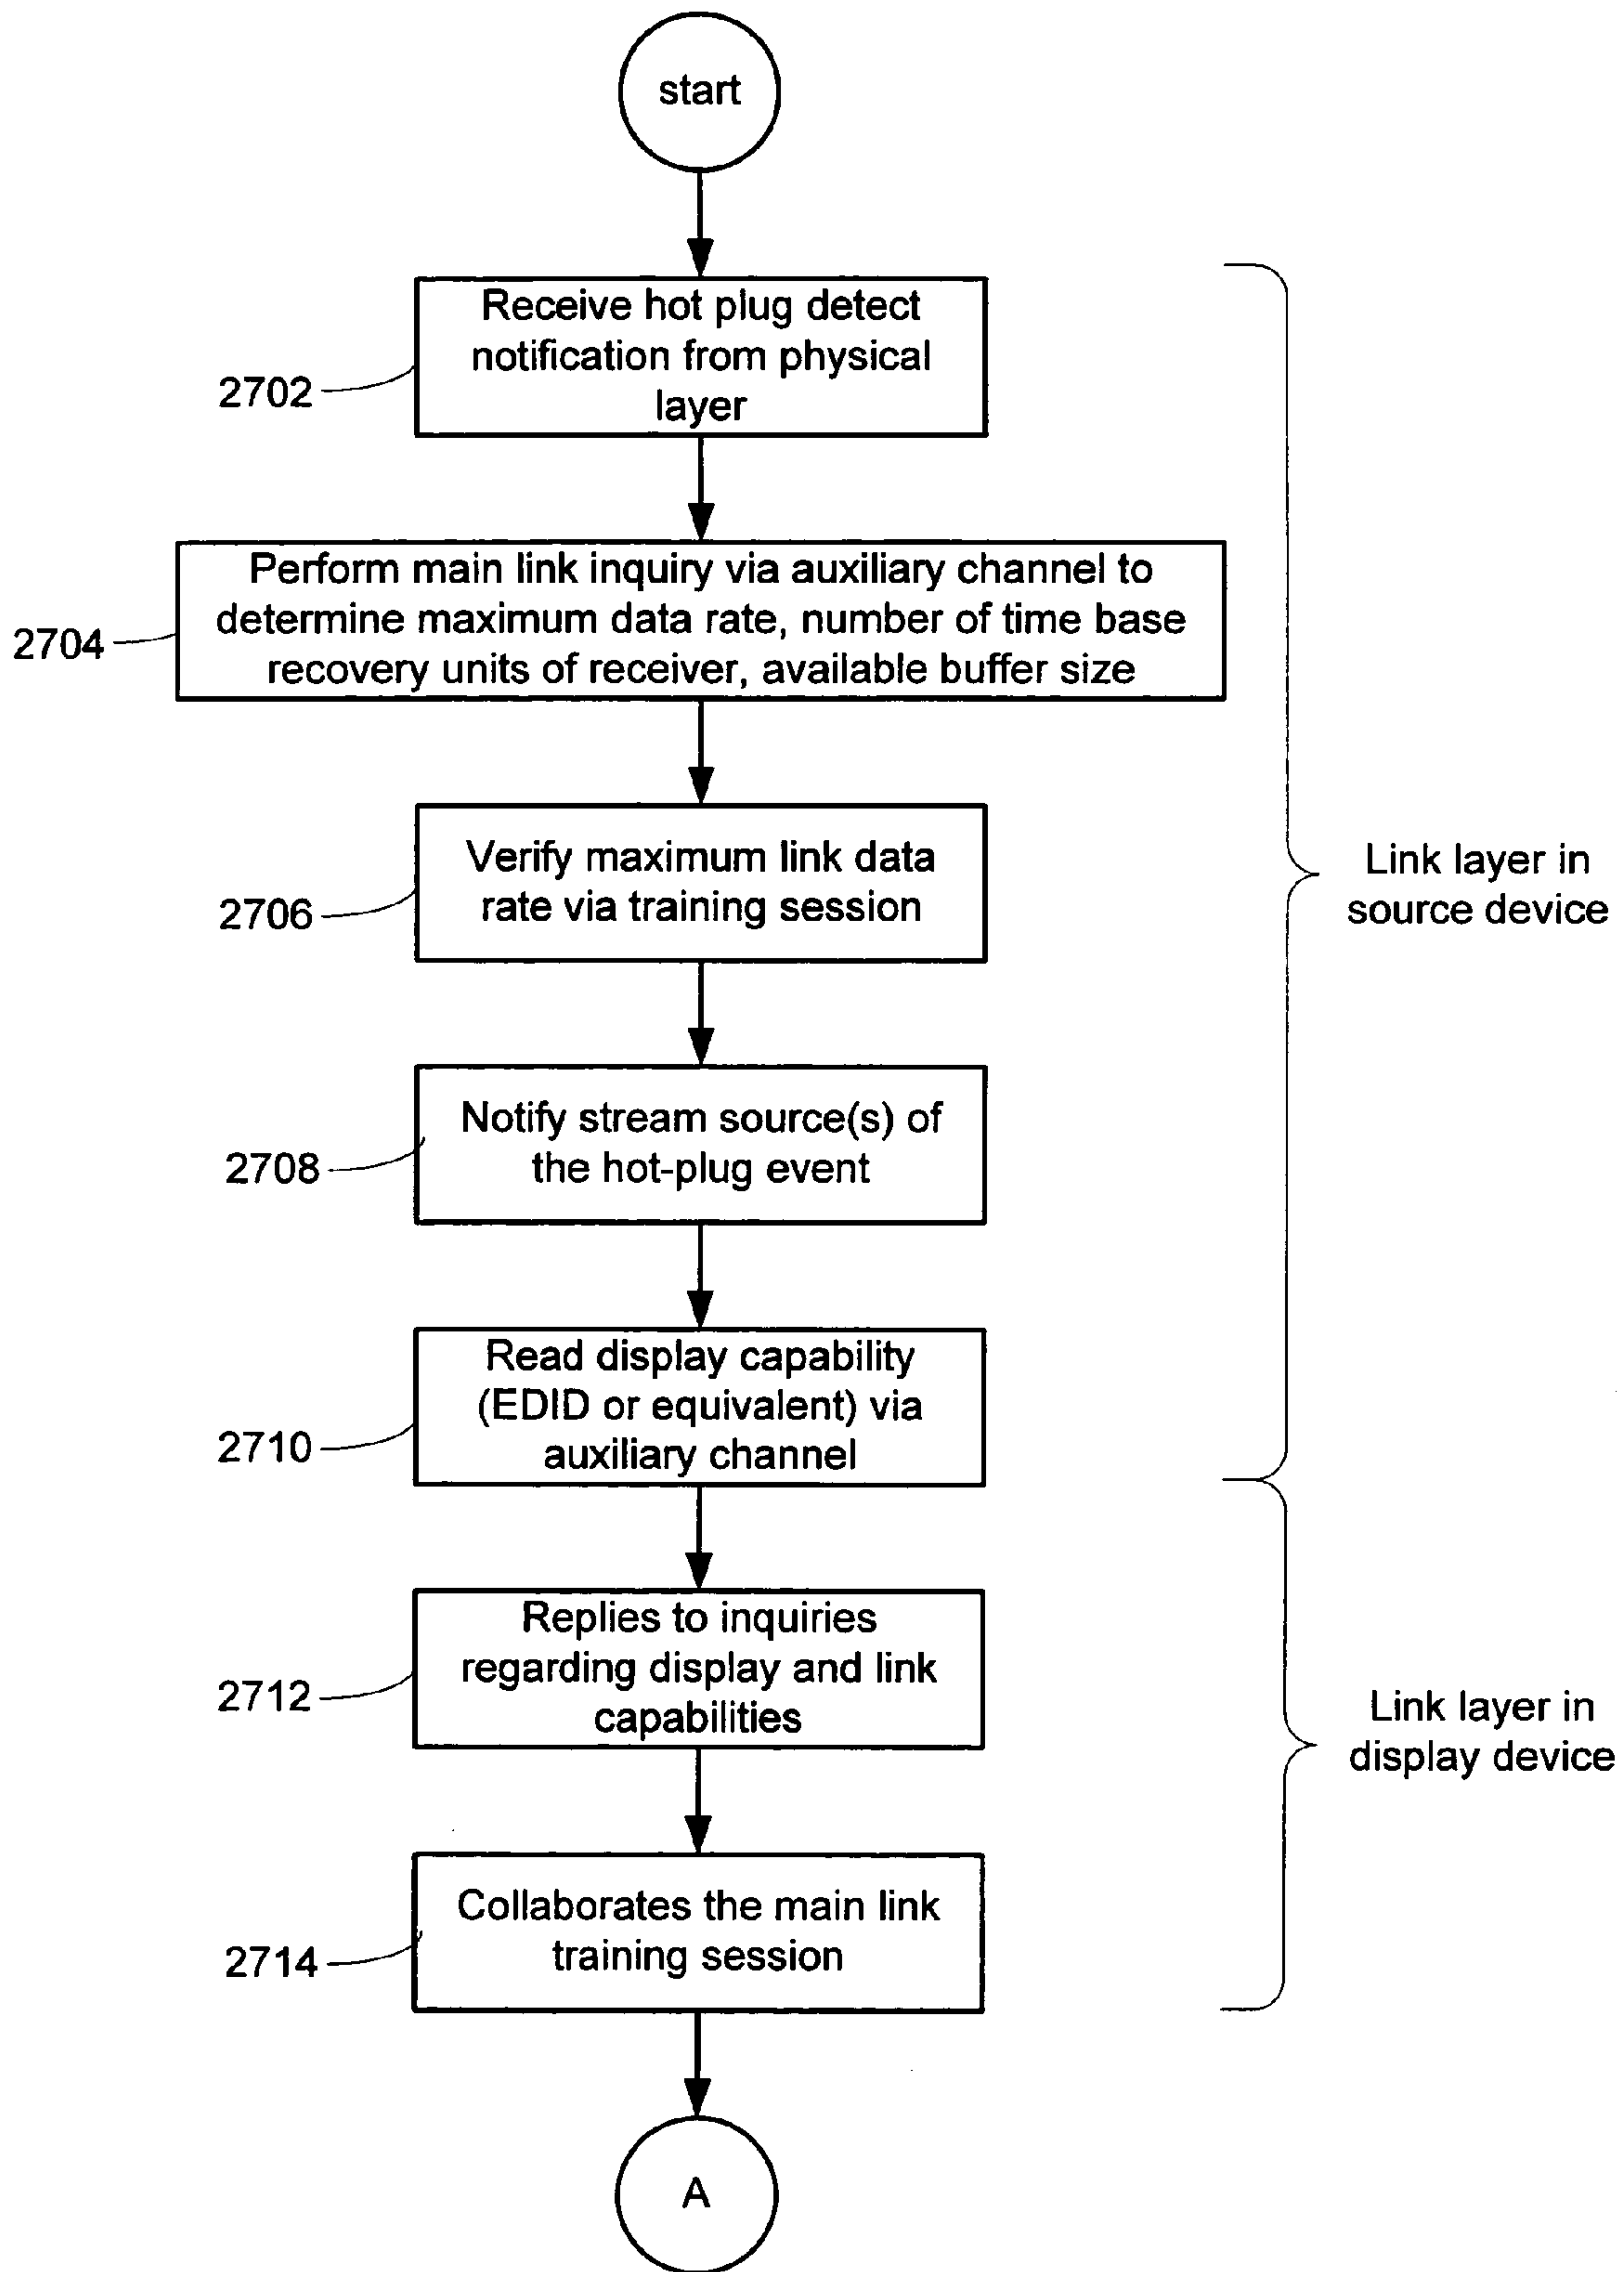 start
Receive hot plug detect
notification from physical
layer
2702
Perform main link inquiry via auxiliary channel to
determine maximum data rate, number of time base
recovery units of receiver, available buffer size
2704
Verify maximum link data
rate via training session
2706
Link layer in
source device
Notify stream source(s) of
the hot-plug event
2708
Read display capability
(EDID or equivalent) via
auxiliary channel
2710
Replies to inquiries
regarding display and link
capabilities
2712
Link layer in
display device
Collaborates the main link
training session
2714
A